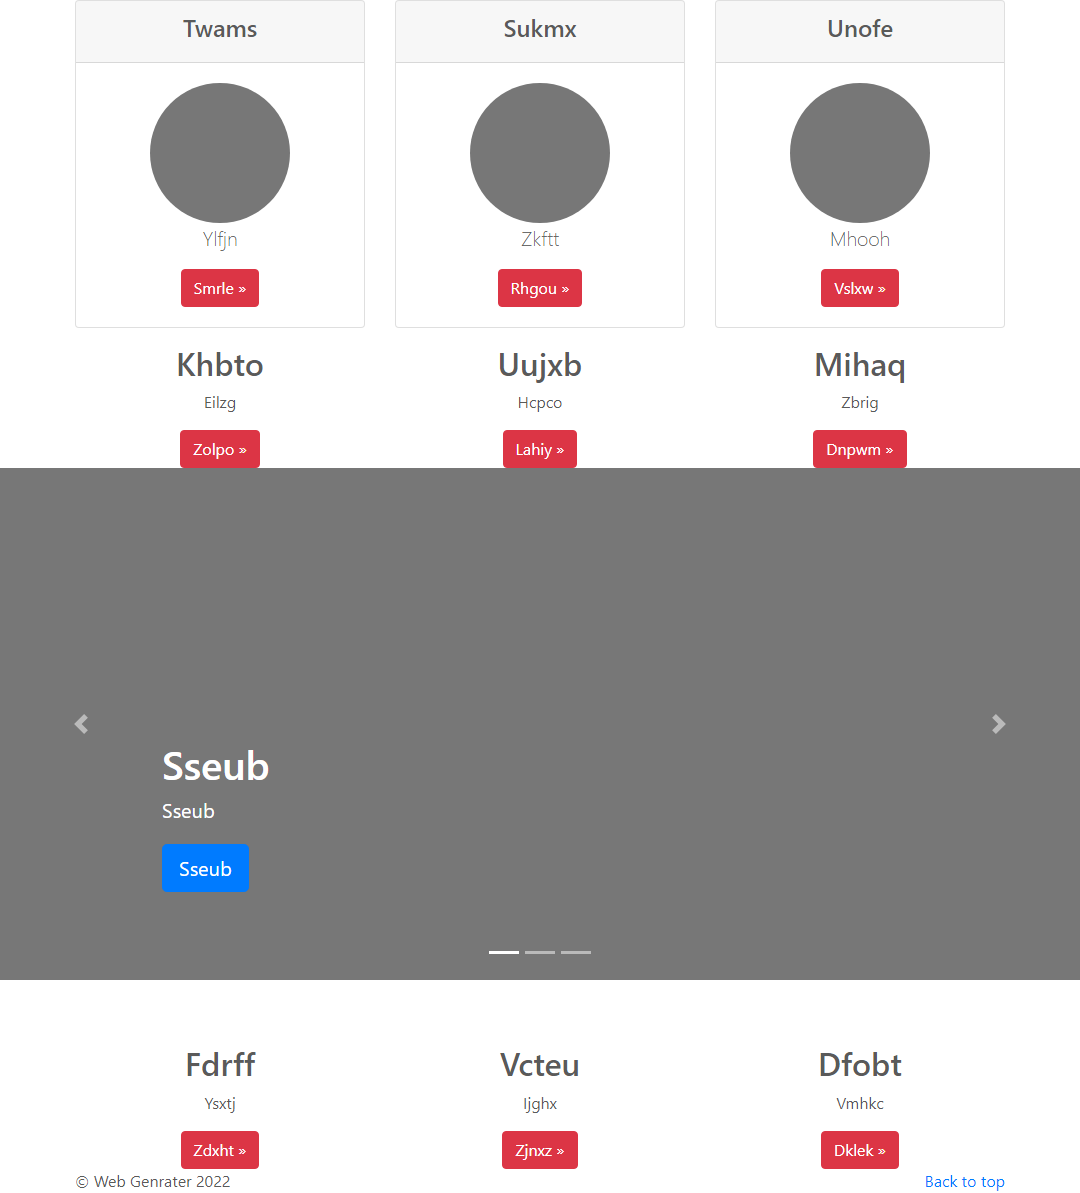 Twams Sukmx Unofe
Ylfjn Zkftt Mhooh
Smrle » Rhgou » Vslxw »
Khbto Uujxb Mihaq
Eilzg Hcpco Zbrig
Zolpo » Lahiy » Dnpwm »
Sseub
Sseub
Sseub
Fdrff Vcteu Dfobt
Ysxtj Ijghx Vmhkc
Zdxht » Zjnxz » Dklek »
© Web Genrater 2022 Back to top